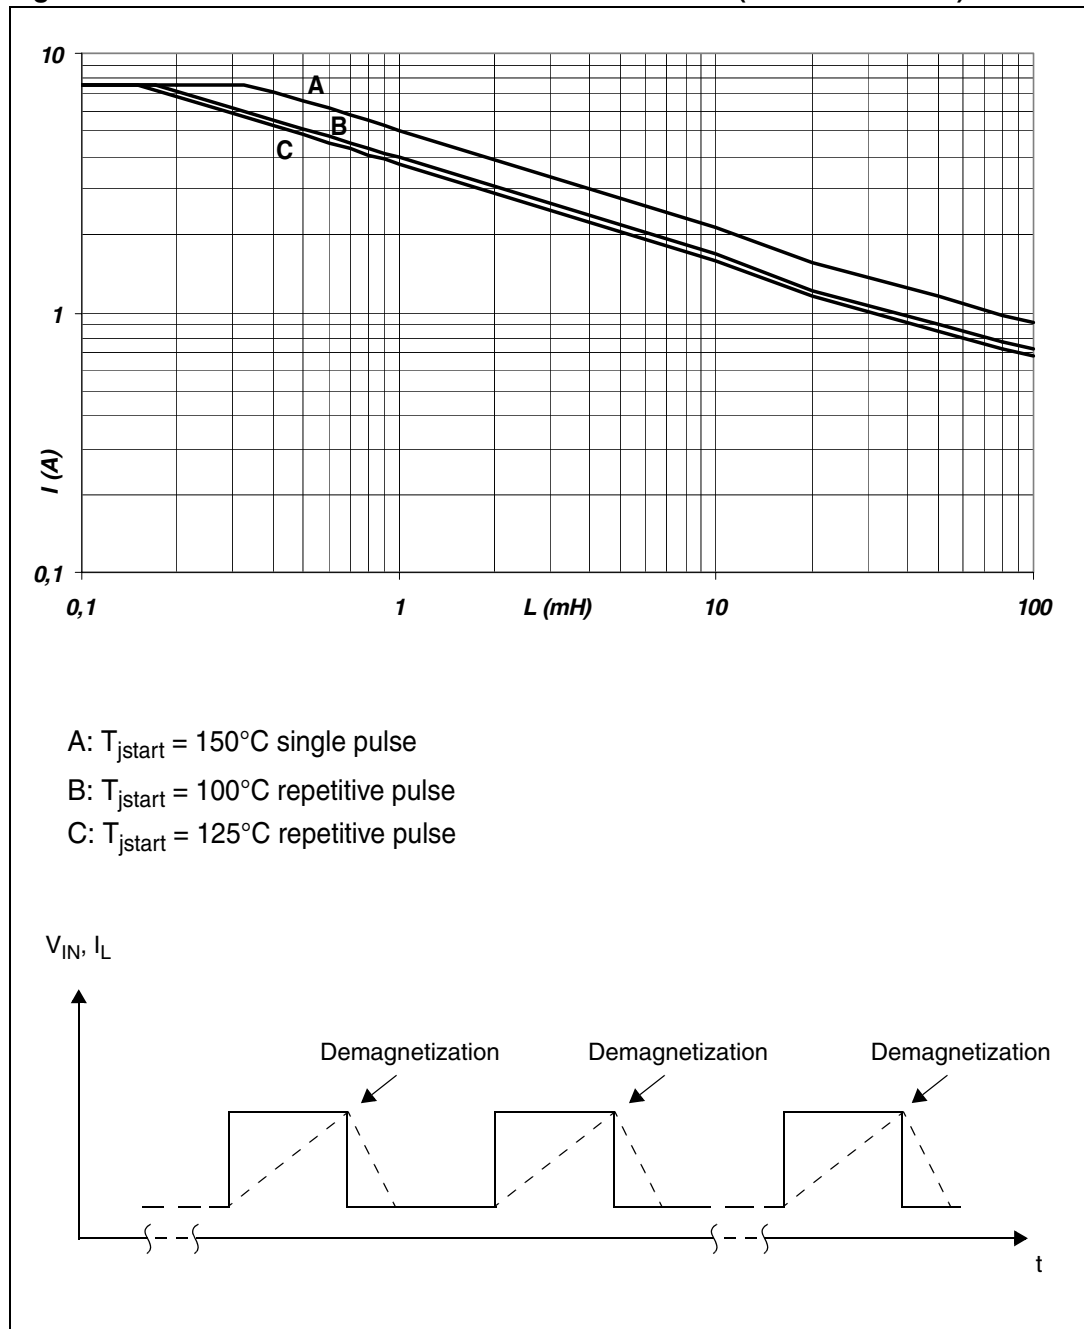 10
A
B
C
1
I (A)
0,1
0,1 1 L (mH) 10 100
A: Tjstart = 150°C single pulse
B: Tjstart = 100°C repetitive pulse
C: Tjstart = 125°C repetitive pulse
VIN, IL
Demagnetization Demagnetization Demagnetization
t